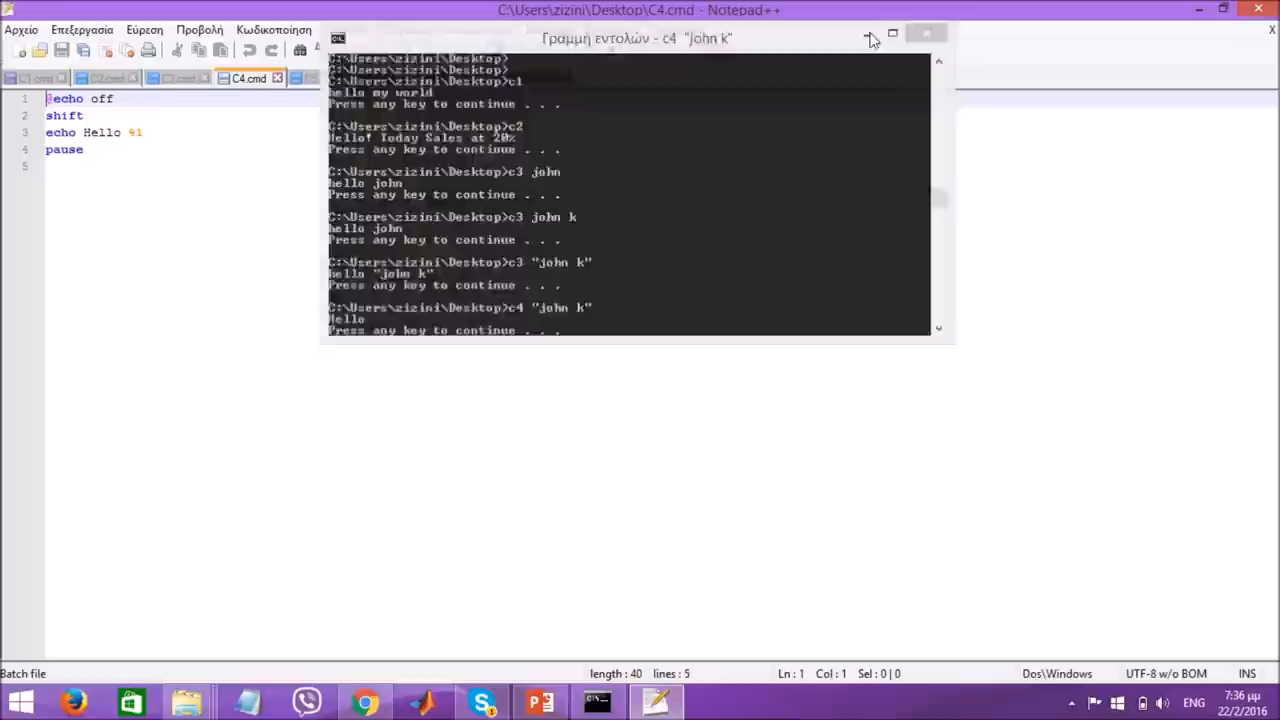 C:\Users\zizini\Desktop\C4.cmd - Notepad++
Αρχείο Επεξεργασία Εύρεση Προβολή Κωδικοποίηση
X
C4.cmd
1 @echo off
2 shift
3 echo Hello %1
4 pause
5
Γραμμή εντολών - c4 "john k"
C:\Users\zizini\Desktop>
C:\Users\zizini\Desktop>
C:\Users\zizini\Desktop>c1
hello my world
Press any key to continue . . .
C:\Users\zizini\Desktop>c2
Hello! Today Sales at 20%
Press any key to continue . . .
C:\Users\zizini\Desktop>c3 john
hello john
Press any key to continue . . .
C:\Users\zizini\Desktop>c3 john k
hello john
Press any key to continue . . .
C:\Users\zizini\Desktop>c3 "john k"
hello "john k"
Press any key to continue . . .
C:\Users\zizini\Desktop>c4 "john k"
Hello
Press any key to continue . . .
Batch file length : 40 lines : 5 Ln : 1 Col : 1 Sel : 0 | 0 Dos\Windows UTF-8 w/o BOM INS
ENG
7:36 μμ
22/2/2016